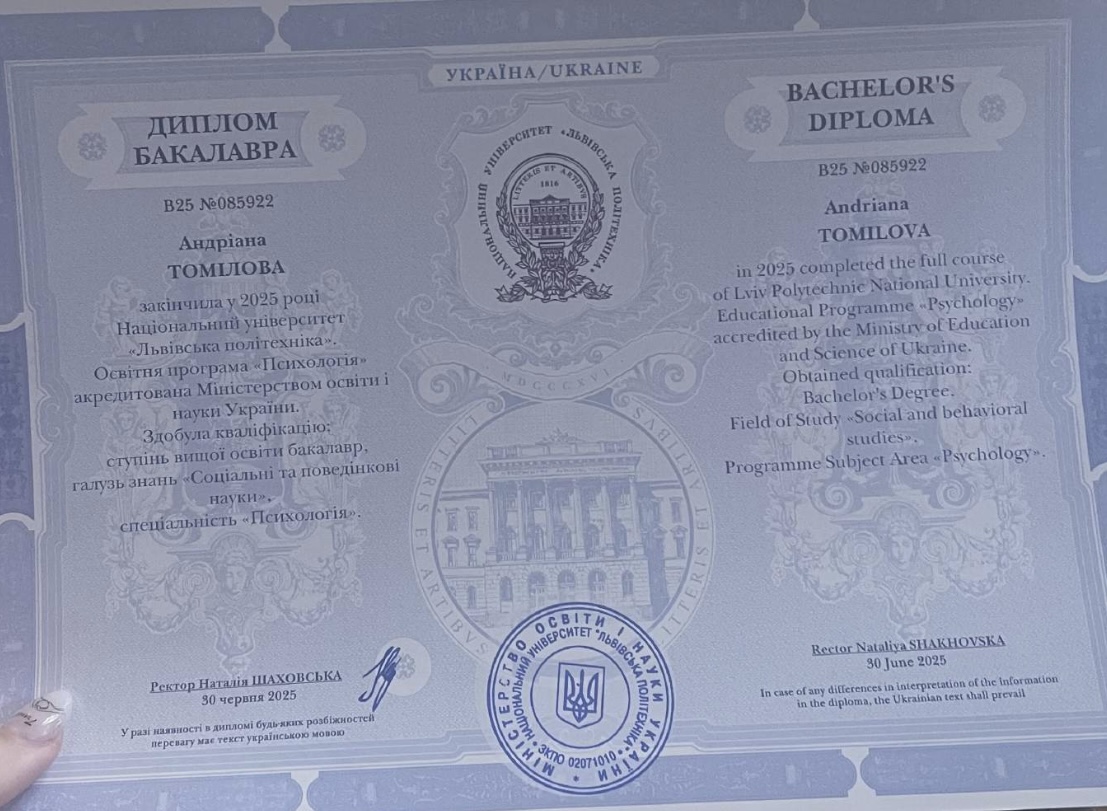 УКРАЇНА/UKRAINE
ДИПЛОМ
БАКАЛАВРА
B25 №085922
Андріана
ТОМІЛОВА
закінчила у 2025 році
Національний університет
«Львівська політехніка».
Освітня програма «Психологія»
акредитована Міністерством освіти і
науки України.
Здобула кваліфікацію:
ступінь вищої освіти бакалавр,
галузь знань «Соціальні та поведінкові
науки»,
спеціальність «Психологія».
Ректор Наталія ШАХОВСЬКА
30 червня 2025
У разі наявності в дипломі будь-яких розбіжностей
перевагу має текст українською мовою
НАЦІОНАЛЬНИЙ УНІВЕРСИТЕТ «ЛЬВІВСЬКА ПОЛІТЕХНІКА»
LITTERIS ET ARTIBVS
1816
MDCCCXVI
LITTERIS ET ARTIBVS
LITTERIS ET ARTIBVS
МІНІСТЕРСТВО ОСВІТИ І НАУКИ УКРАЇНИ
НАЦІОНАЛЬНИЙ УНІВЕРСИТЕТ "ЛЬВІВСЬКА ПОЛІТЕХНІКА"
ЗКПО 02071010
BACHELOR'S
DIPLOMA
B25 №085922
Andriana
TOMILOVA
in 2025 completed the full course
of Lviv Polytechnic National University.
Educational Programme «Psychology»
accredited by the Ministry of Education
and Science of Ukraine.
Obtained qualification:
Bachelor's Degree.
Field of Study «Social and behavioral
studies».
Programme Subject Area «Psychology».
Rector Nataliya SHAKHOVSKA
30 June 2025
In case of any differences in interpretation of the Information
in the diploma, the Ukrainian text shall prevail